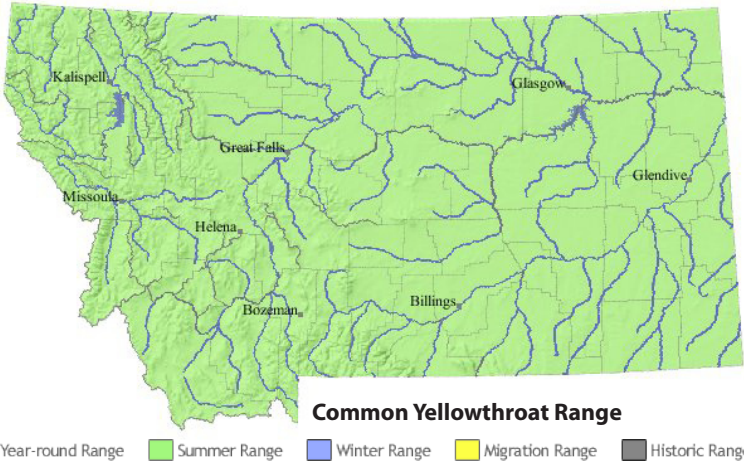 Kalispell
Glasgow
Great Falls
Glendive
Missoula
Helena
Billings
Bozeman
Common Yellowthroat Range
Year-round Range Summer Range Winter Range Migration Range Historic Rang